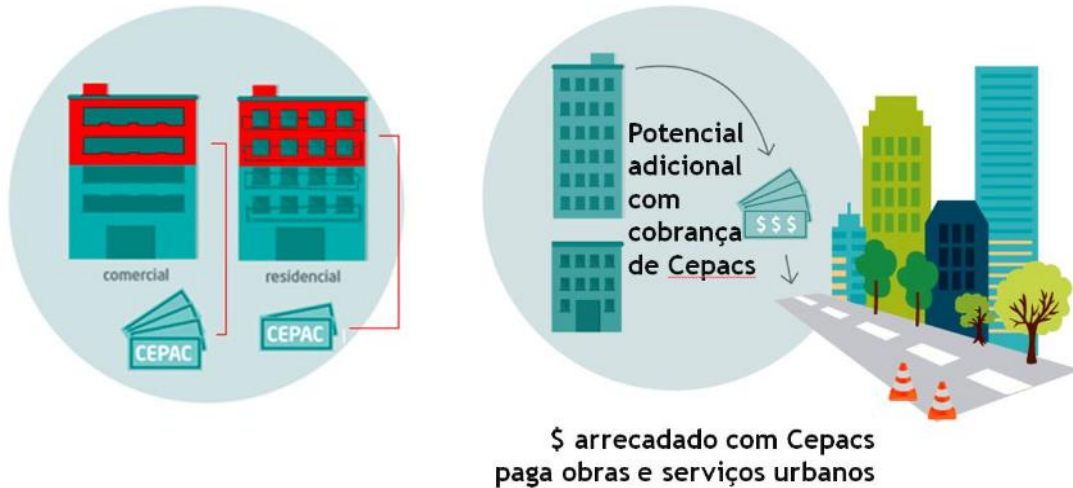 comercial
residencial
CEPAC
CEPAC
Potencial
adicional
com
cobrança
de Cepacs
$ $ $
$ arrecadado com Cepacs
paga obras e serviços urbanos